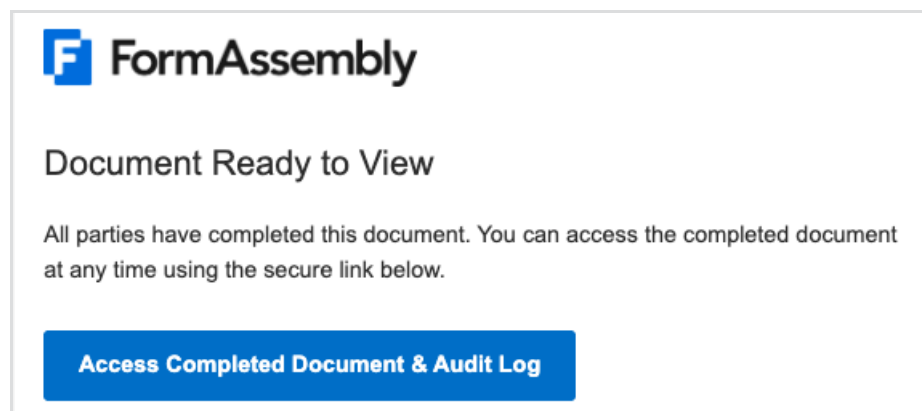 FormAssembly
Document Ready to View
All parties have completed this document. You can access the completed document
at any time using the secure link below.
Access Completed Document & Audit Log